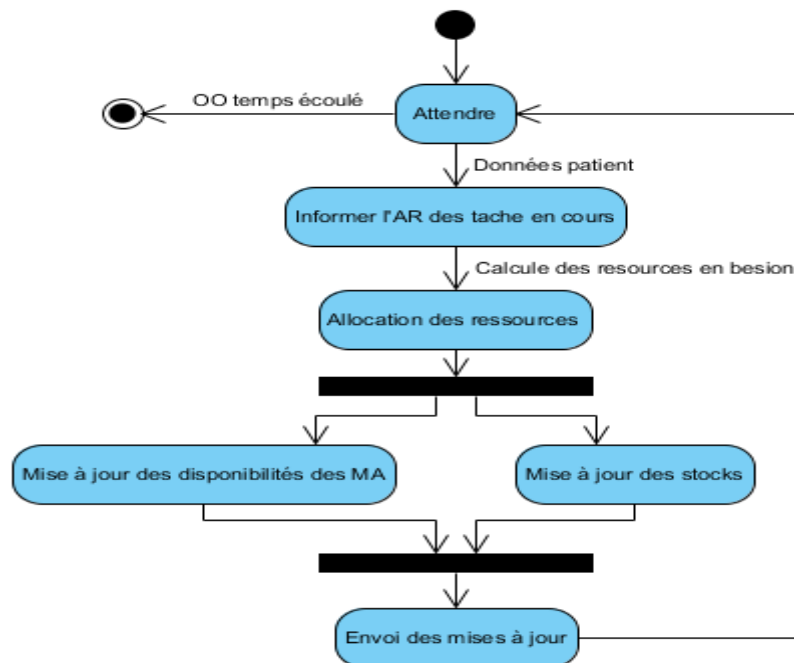 OO temps écoulé
Attendre
Données patient
Informer l'AR des tache en cours
Calcule des resources en besion
Allocation des ressources
Mise à jour des disponibilités des MA
Mise à jour des stocks
Envoi des mises à jour